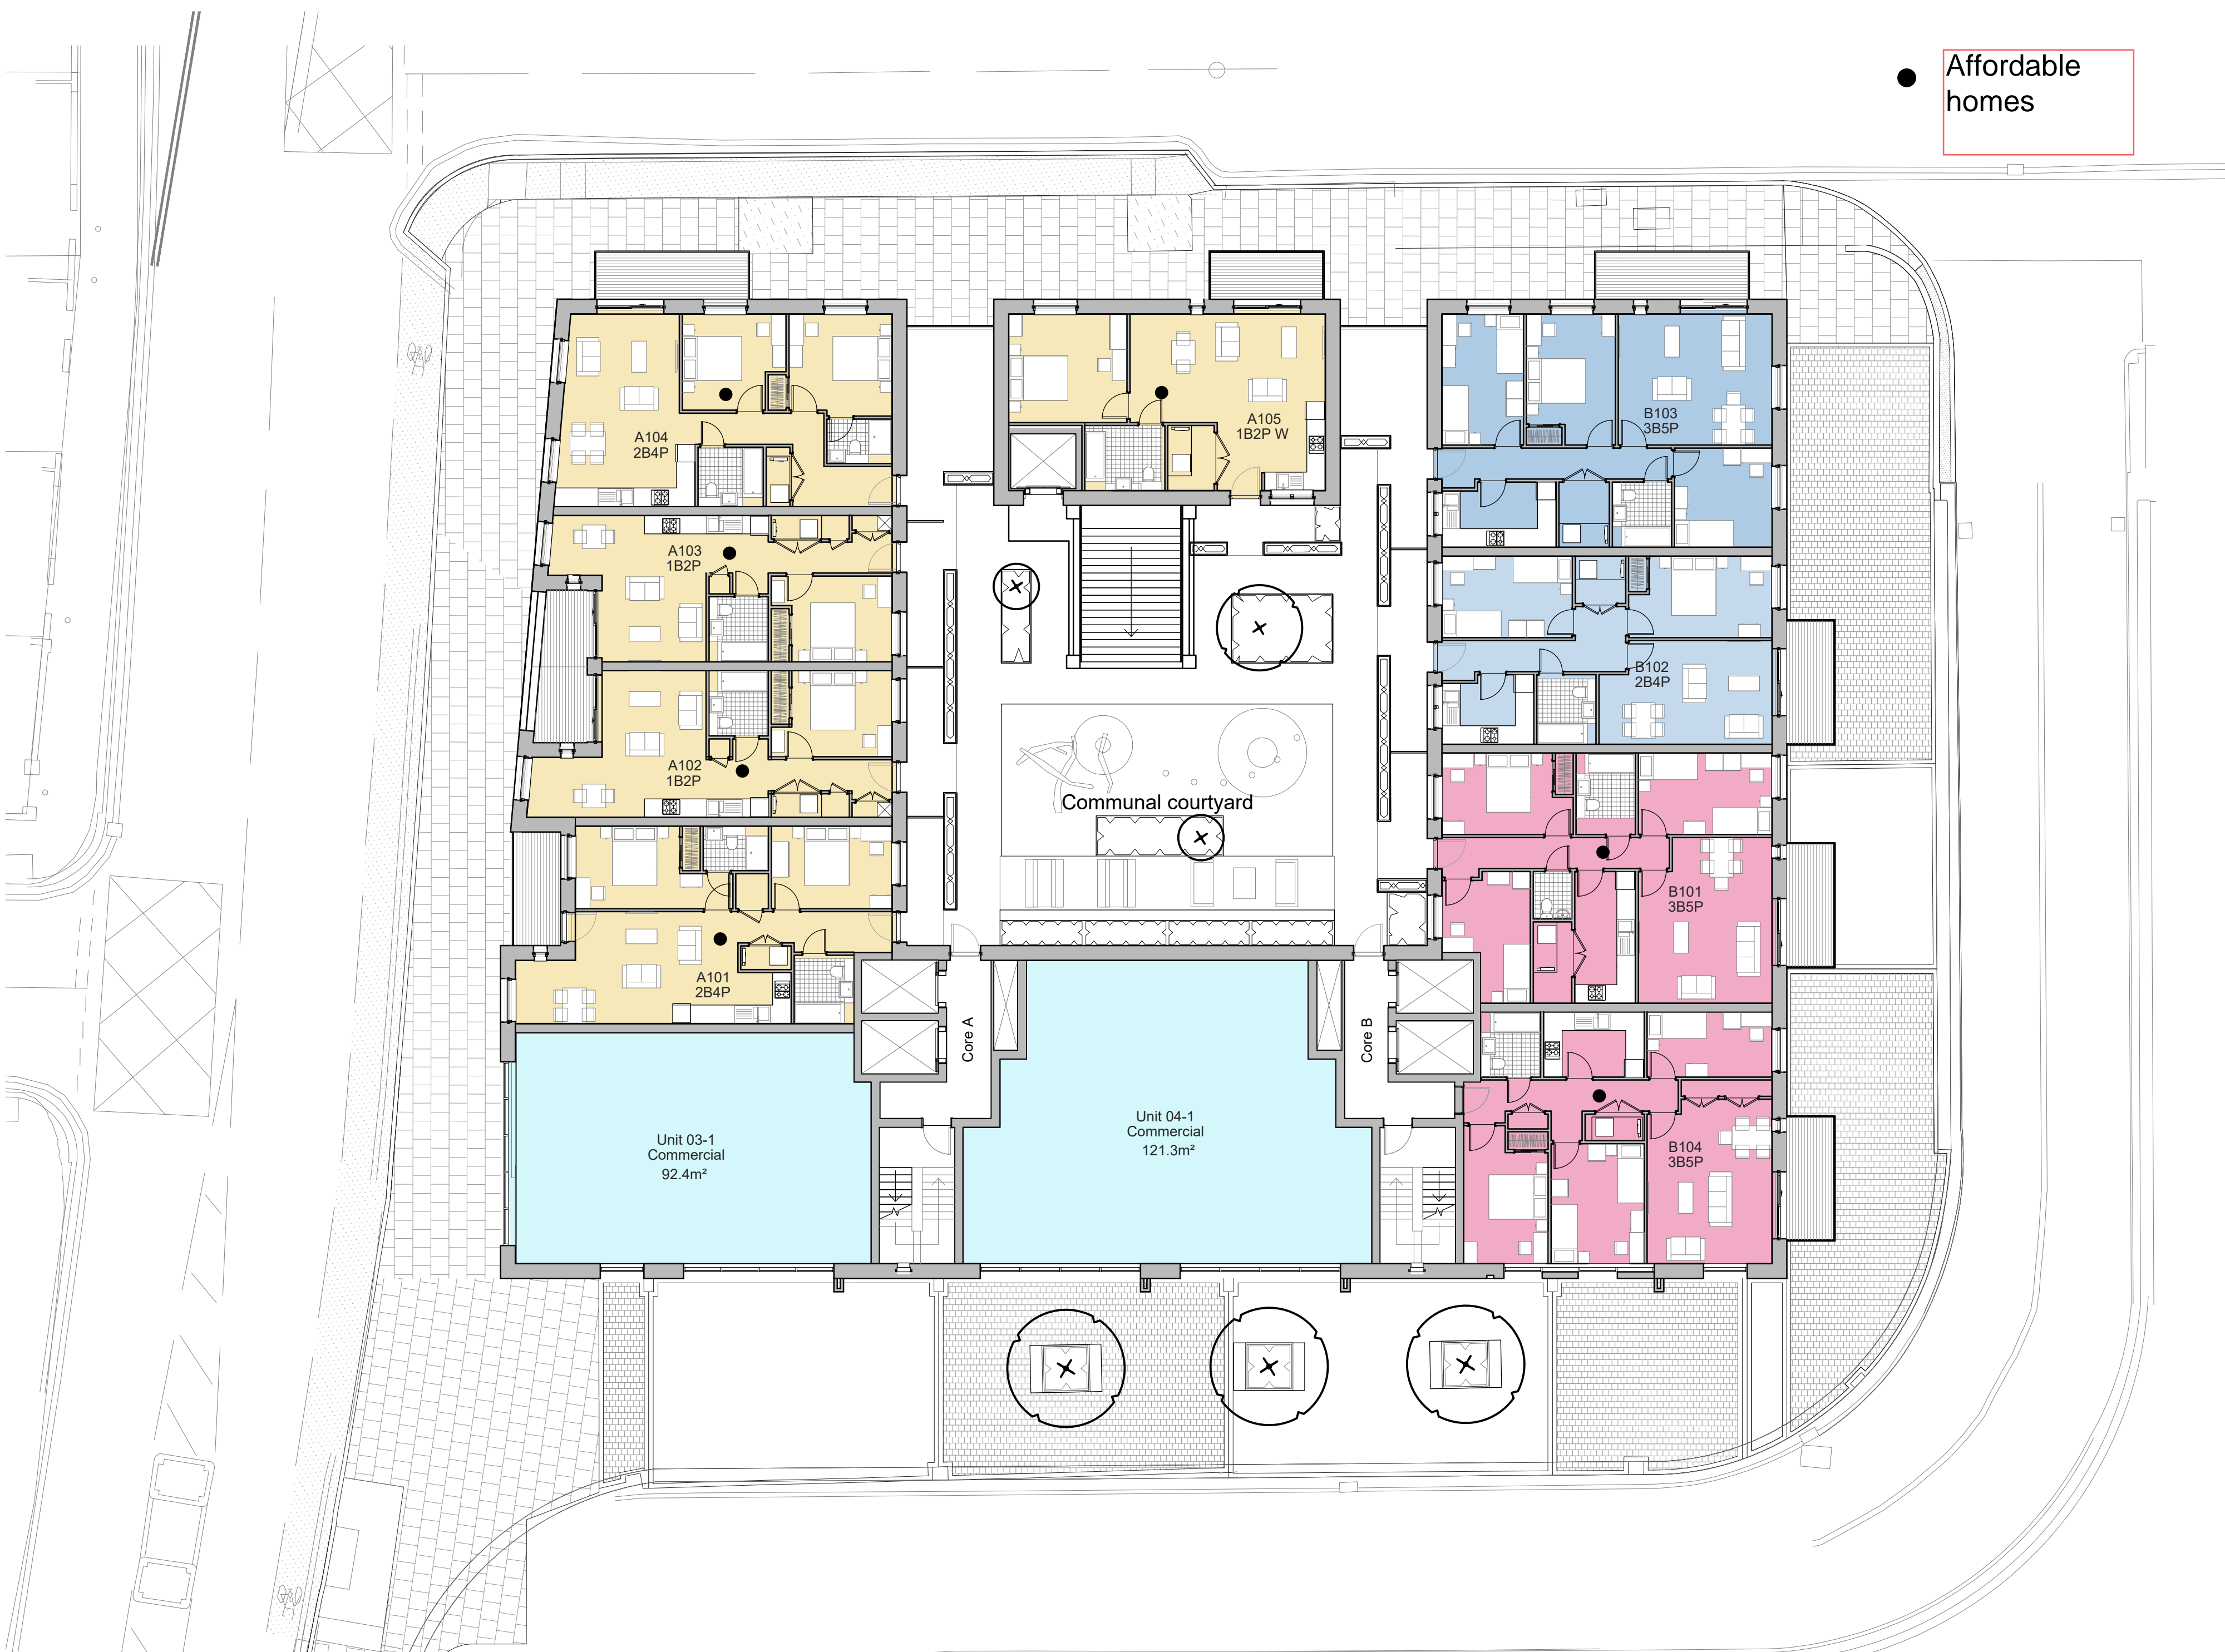 Affordable
homes
A104
2B4P
A105
1B2P W
B103
3B5P
A103
1B2P
B102
2B4P
A102
1B2P
Communal courtyard
B101
3B5P
A101
2B4P
Core A
Core B
Unit 03-1
Commercial
92.4m²
Unit 04-1
Commercial
121.3m²
B104
3B5P